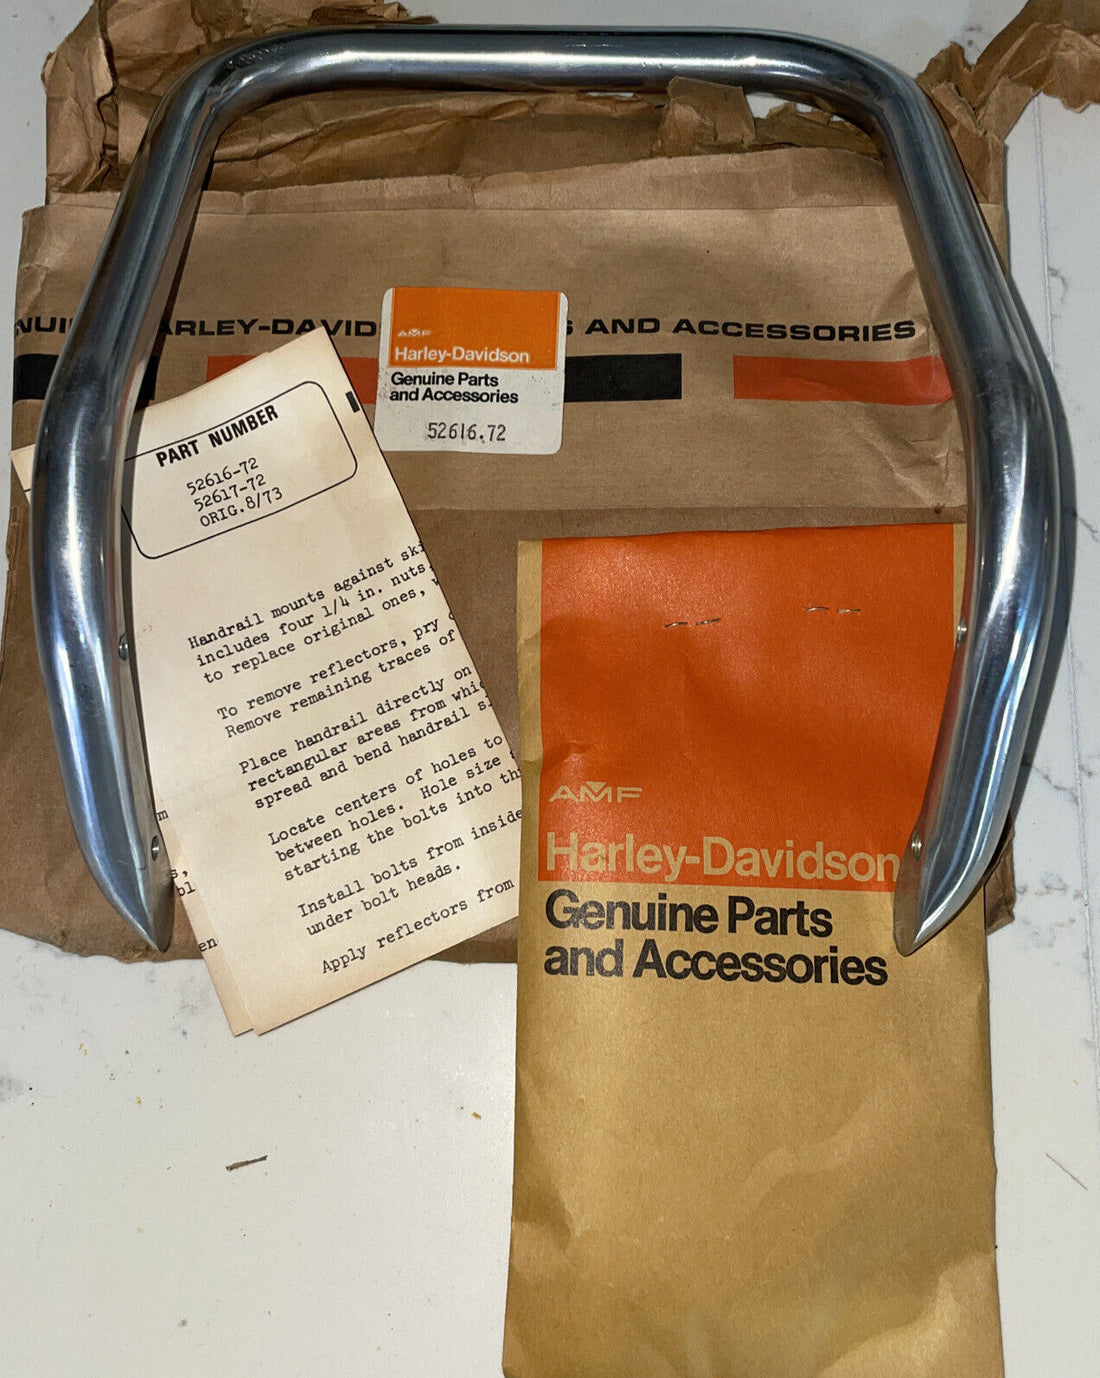 ARLEY-DAVID S AND ACCESSORIES
AMF
Harley-Davidson
Genuine Parts
and Accessories
52616.72
PART NUMBER
52616-72
52617-72
ORIG.8/73
Handrail mounts against ski
includes four 1/4 in. nuts,
to replace original ones, w
To remove reflectors, pry
Remove remaining traces of
Place handrail directly on
rectangular areas from whic
spread and bend handrail s
Locate centers of holes to
between holes. Hole size
starting the bolts into th
Install bolts from inside
under bolt heads.
Apply reflectors from
m
s,
bl
en
AMF
Harley-Davidson
Genuine Parts
and Accessories